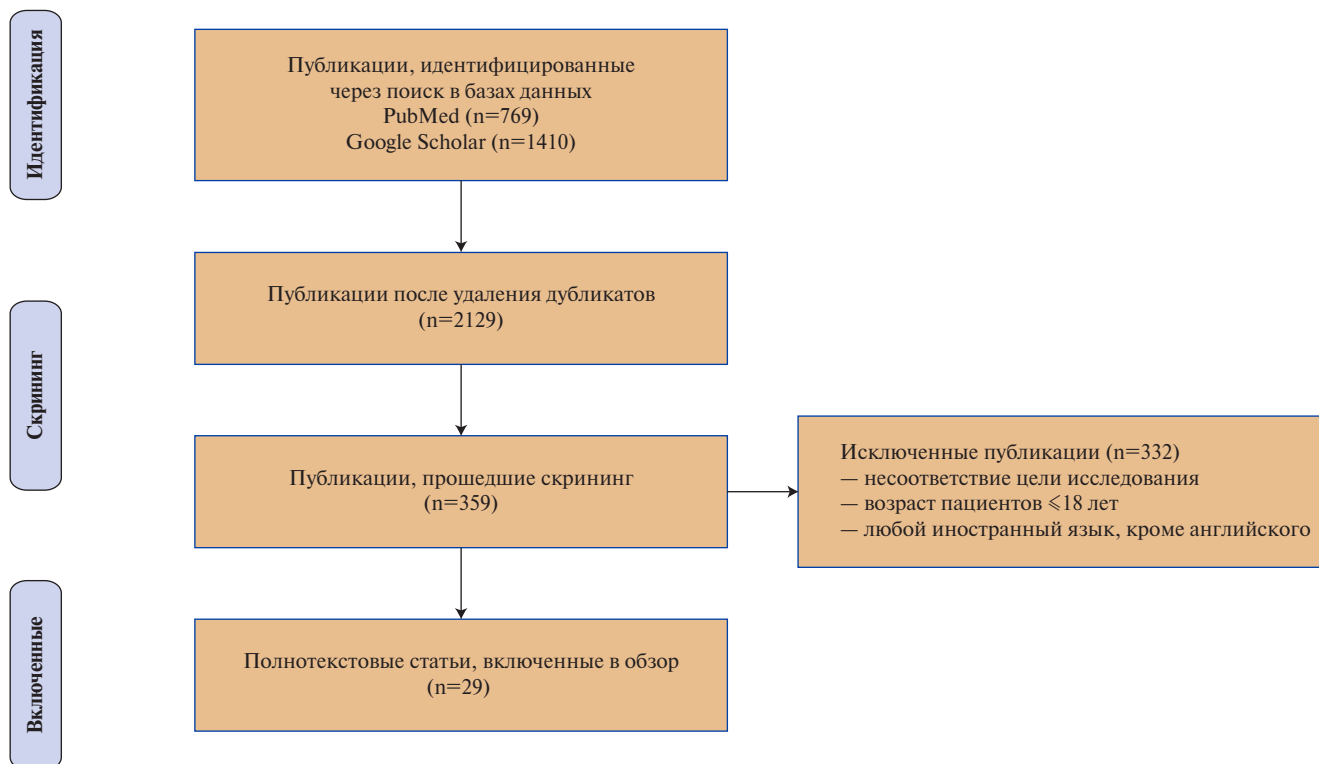 Идентификация
Публикации, идентифицированные
через поиск в базах данных
PubMed (n=769)
Google Scholar (n=1410)
Скрининг
Публикации после удаления дубликатов
(n=2129)
Публикации, прошедшие скрининг
(n=359)
Исключенные публикации (n=332)
— несоответствие цели исследования
— возраст пациентов ⩽18 лет
— любой иностранный язык, кроме английского
Включенные
Полнотекстовые статьи, включенные в обзор
(n=29)